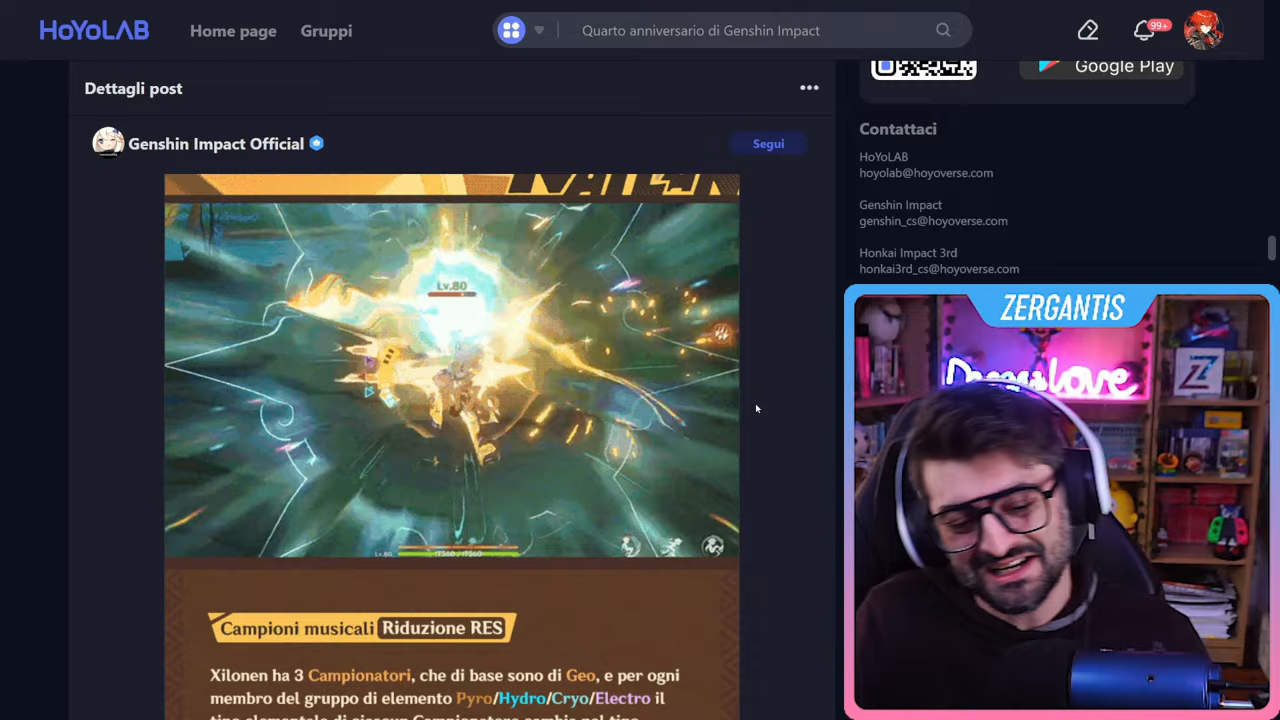 HoYoLAB
Home page
Gruppi
Quarto anniversario di Genshin Impact
99+
Google Play
Dettagli post
Genshin Impact Official
Segui
Contattaci
HoYoLAB
hoyolab@hoyoverse.com
Genshin Impact
genshin_cs@hoyoverse.com
Honkai Impact 3rd
honkai3rd_cs@hoyoverse.com
Lv.80
ZERGANTIS
Campioni musicali Riduzione RES
Xilonen ha 3 Campionatori, che di base sono di Geo, e per ogni
membro del gruppo di elemento Pyro/Hydro/Cryo/Electro il